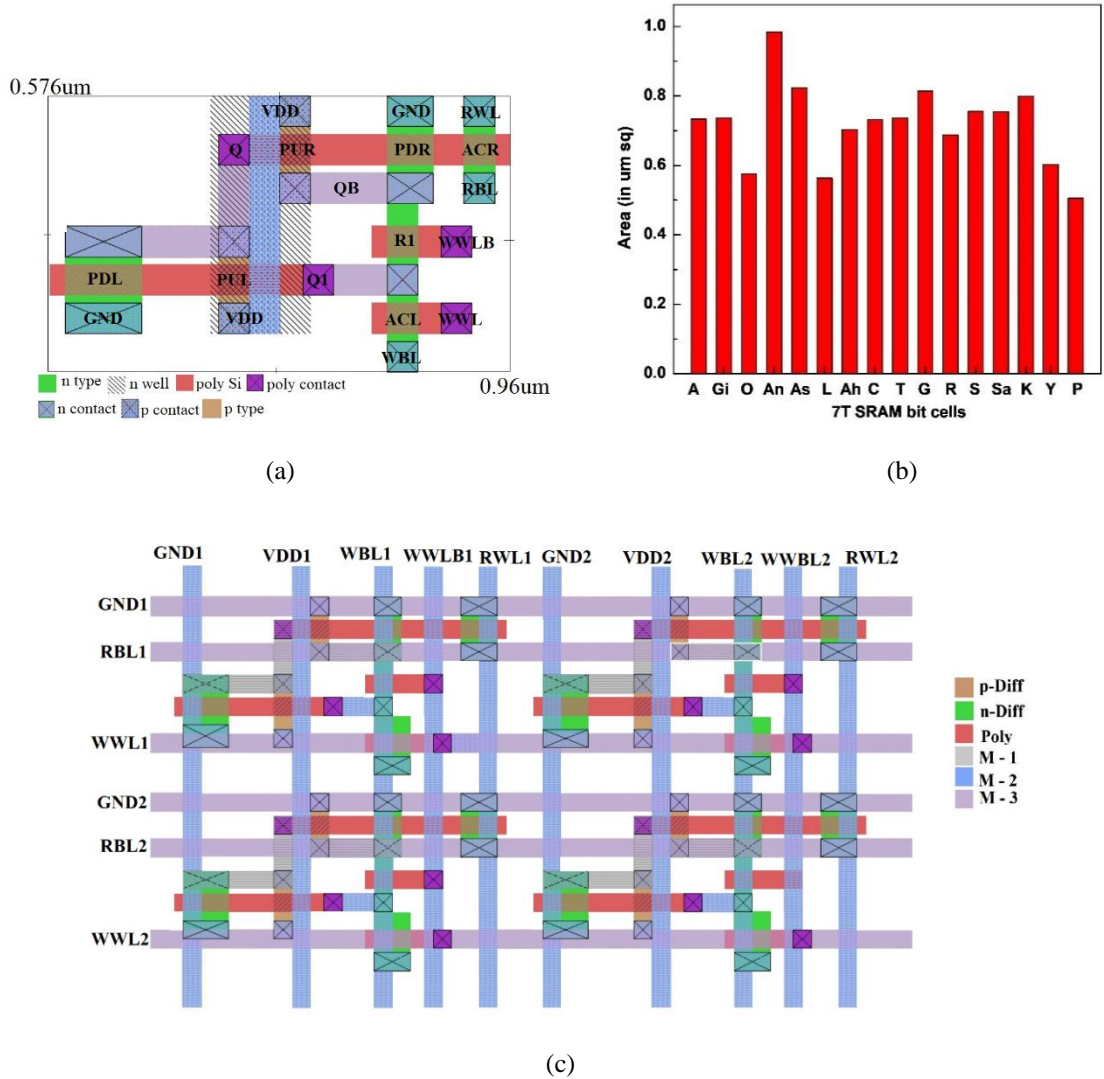 0.576um
VDD GND RWL
Q PUR PDR ACR
QB RBL
R1 WWLB
PDL PUL Q1
GND VDD ACL WWL
WBL
0.96um
n type n well poly Si poly contact
n contact p contact p type
(a)
1.0
0.8
0.6
0.4
0.2
0.0
Area (in um sq)
A Gi O An As L Ah C T G R S Sa K Y P
7T SRAM bit cells
(b)
GND1 VDD1 WBL1 WWLB1 RWL1 GND2 VDD2 WBL2 WWBL2 RWL2
GND1
RBL1
WWL1
GND2
RBL2
WWL2
p-Diff
n-Diff
Poly
M - 1
M - 2
M - 3
(c)